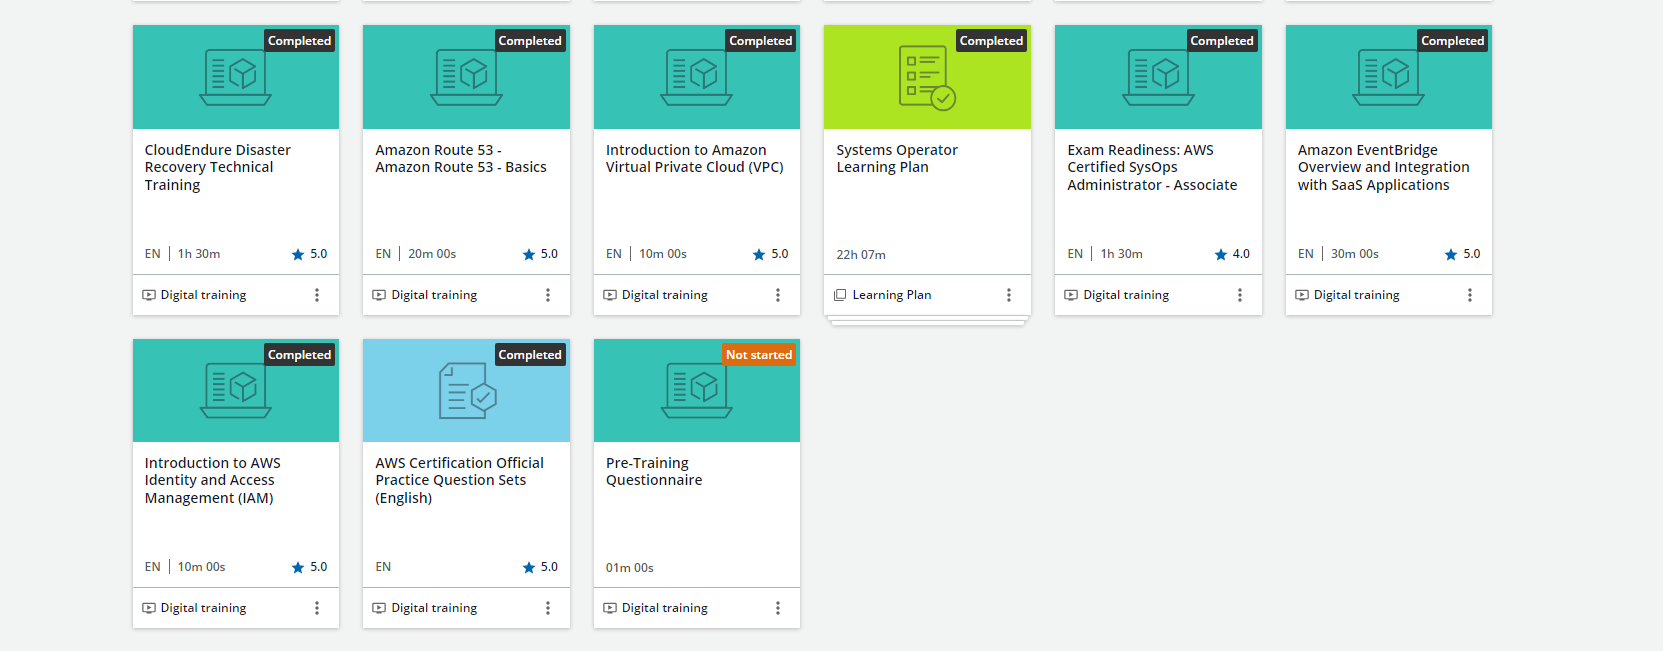 Completed
CloudEndure Disaster
Recovery Technical
Training
EN | 1h 30m
5.0
Digital training
Completed
Amazon Route 53 -
Amazon Route 53 - Basics
EN | 20m 00s
5.0
Digital training
Completed
Introduction to Amazon
Virtual Private Cloud (VPC)
EN | 10m 00s
5.0
Digital training
Completed
Systems Operator
Learning Plan
22h 07m
Learning Plan
Completed
Exam Readiness: AWS
Certified SysOps
Administrator - Associate
EN | 1h 30m
4.0
Digital training
Completed
Amazon EventBridge
Overview and Integration
with SaaS Applications
EN | 30m 00s
5.0
Digital training
Completed
Introduction to AWS
Identity and Access
Management (IAM)
EN | 10m 00s
5.0
Digital training
Completed
AWS Certification Official
Practice Question Sets
(English)
EN
5.0
Digital training
Not started
Pre-Training
Questionnaire
01m 00s
Digital training